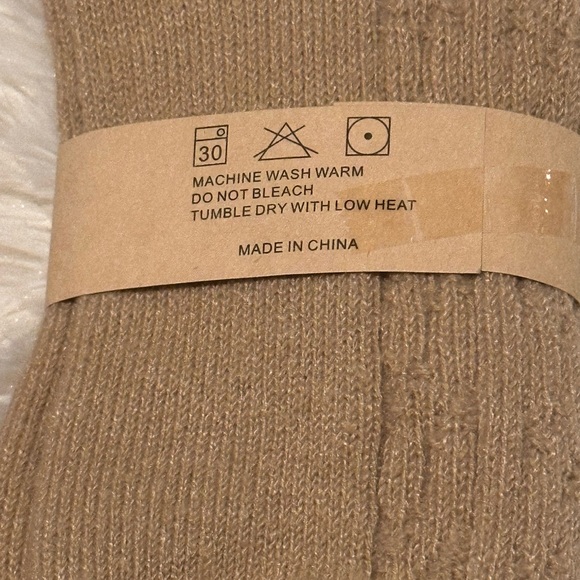 30
MACHINE WASH WARM
DO NOT BLEACH
TUMBLE DRY WITH LOW HEAT
MADE IN CHINA